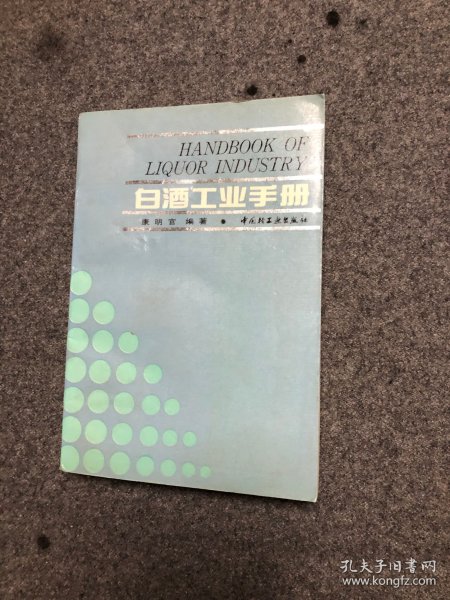 HANDBOOK OF
LIQUOR INDUSTRY
白酒工业手册
康明官 编著 • 中国轻工业出版社
孔夫子旧书网
www.kongfz.com